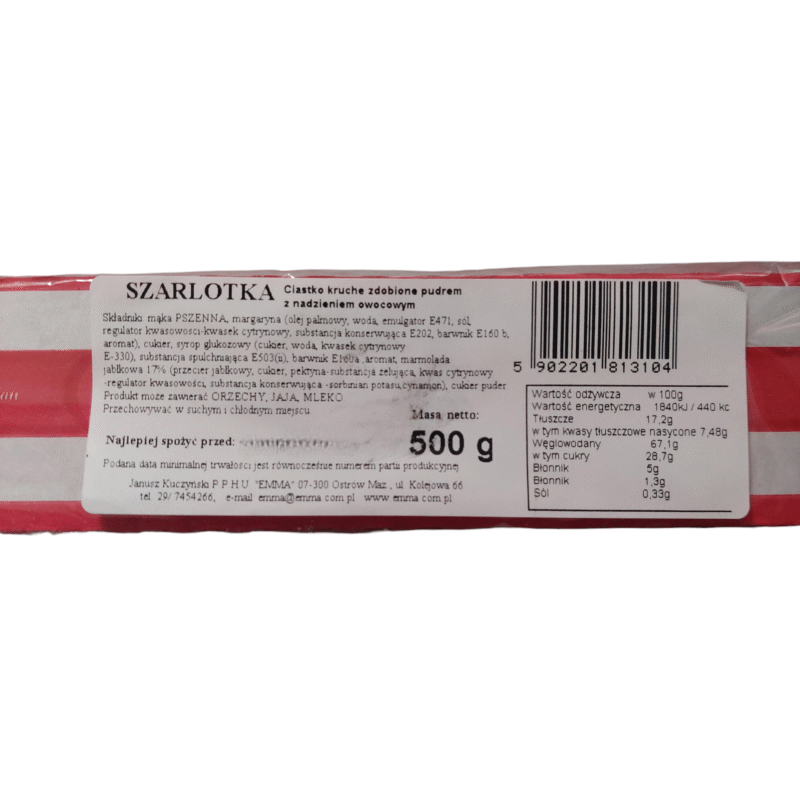 SZARLOTKA Ciastko kruche zdobione pudrem
z nadzieniem owocowym
Składniki: mąka PSZENNA, margaryna (olej palmowy, woda, emulgator E471, sól,
regulator kwasowości-kwasek cytrynowy, substancja konserwująca E202, barwnik E160 b,
aromat), cukier, syrop glukozowy (cukier, woda, kwasek cytrynowy
E-330), substancja spulchniająca E503(ii), barwnik E160a ,aromat, marmolada
jabłkowa 17% (przecier jabłkowy, cukier, pektyna-substancja żelująca, kwas cytrynowy
-regulator kwasowości, substancja konserwująca -sorbinian potasu,cynamon), cukier puder
Produkt może zawierać ORZECHY, JAJA, MLEKO
Przechowywać w suchym i chłodnym miejscu
Masa netto:
Najlepiej spożyć przed:
500 g
Podana data minimalnej trwałości jest równocześnie numerem partii produkcyjnej
Janusz Kuczyński P P H U "EMMA" 07-300 Ostrów Maz., ul. Kolejowa 66
tel. 29/ 7454266, e-mail emma@emma.com.pl www.emma.com.pl
5 902201 813104
Wartość odżywcza w 100g
Wartość energetyczna 1840kJ / 440 kc
Tłuszcze 17,2g
w tym kwasy tłuszczowe nasycone 7,48g
Węglowodany 67,1g
w tym cukry 28,7g
Błonnik 5g
Błonnik 1,3g
Sól 0,33g